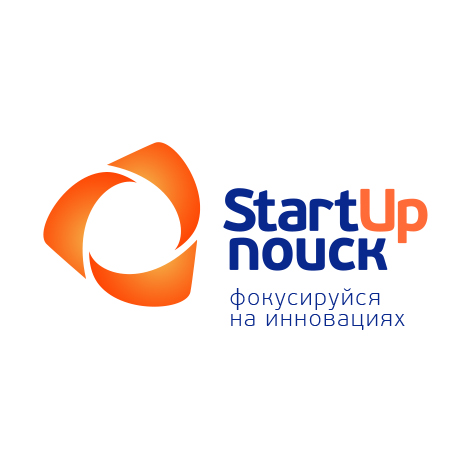 StartUp
поиск
фокусируйся
на инновациях